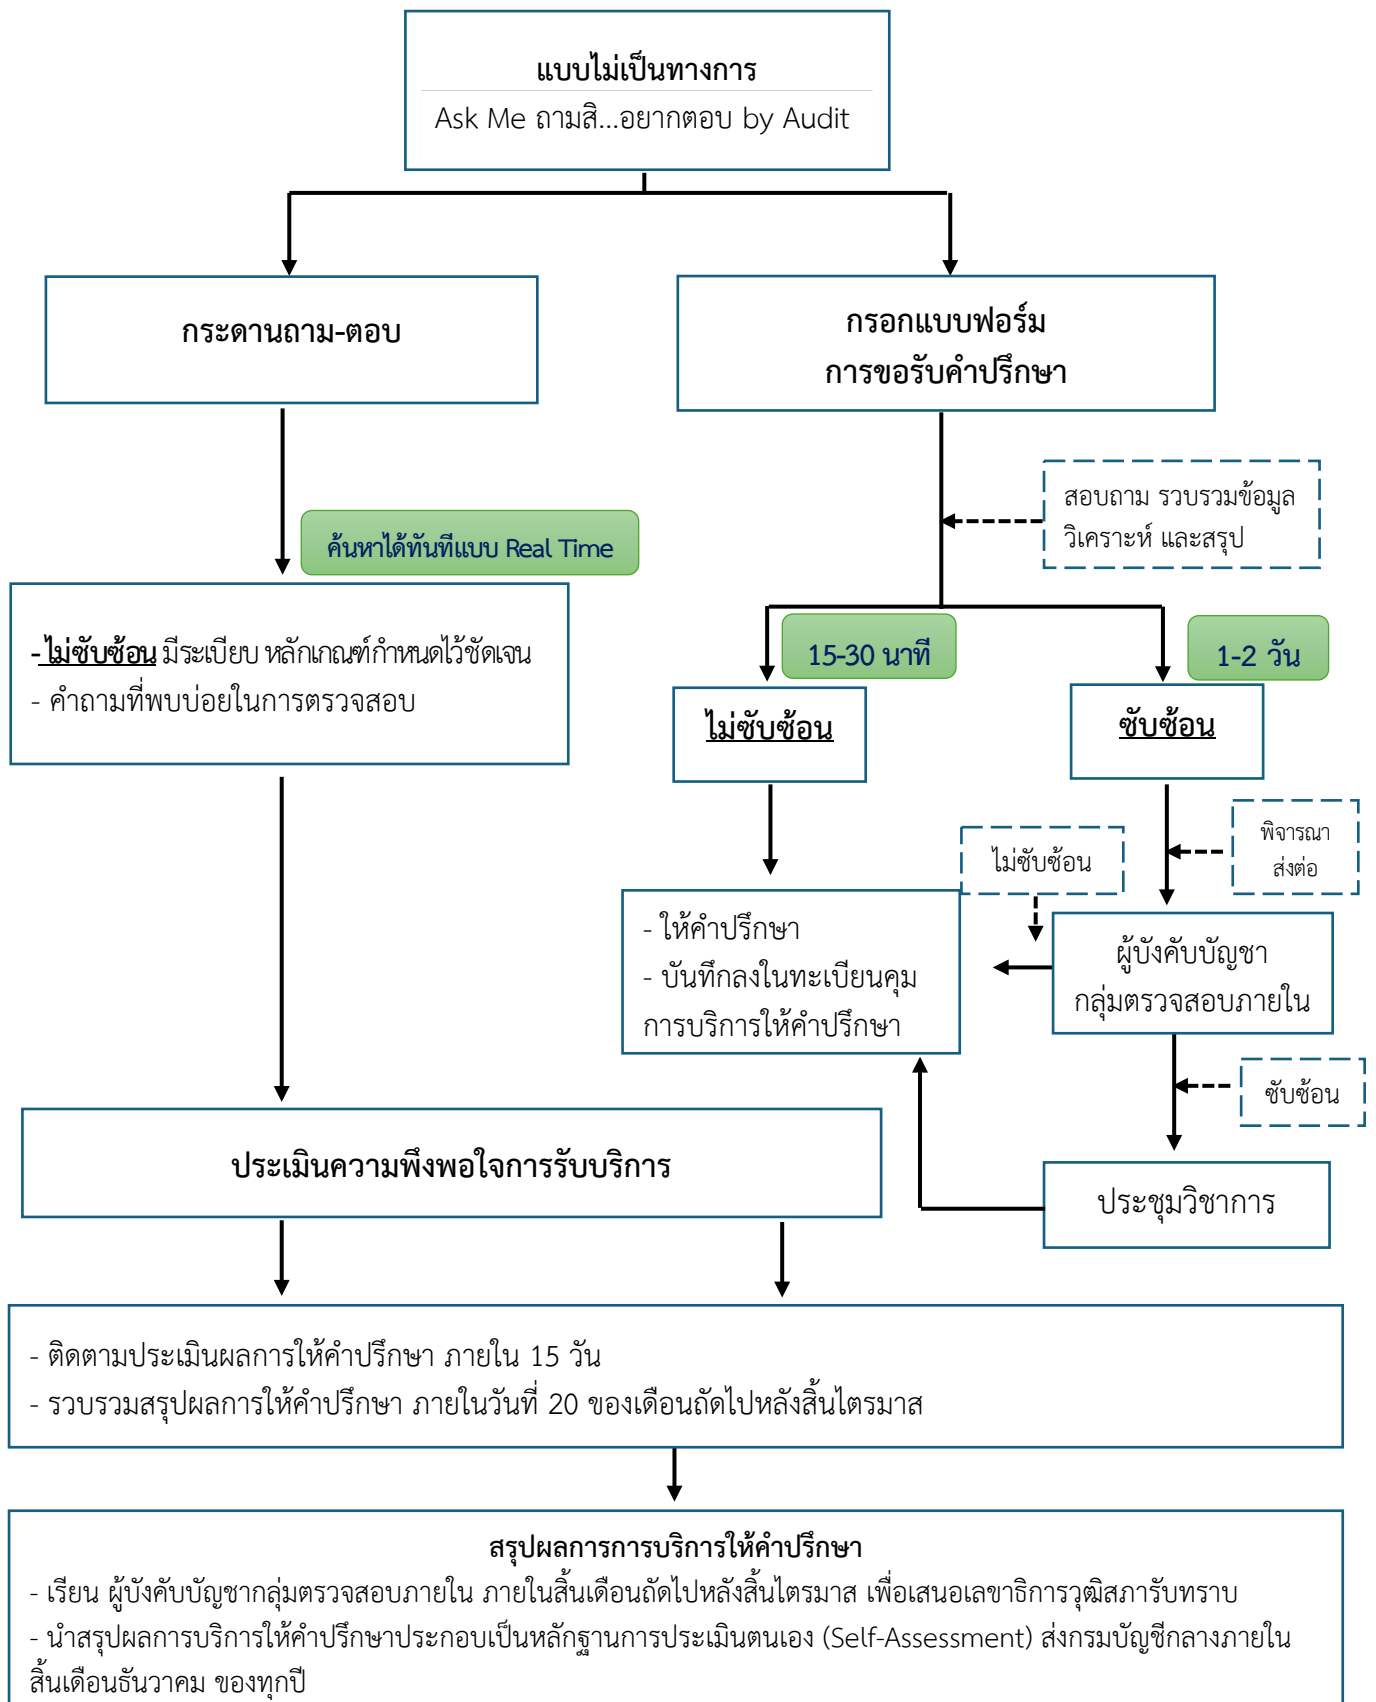 แบบไม่เป็นทางการ
Ask Me ถามสิ...อยากตอบ by Audit
กระดานถาม-ตอบ
กรอกแบบฟอร์ม
การขอรับคำปรึกษา
สอบถาม รวบรวมข้อมูล
วิเคราะห์ และสรุป
ค้นหาได้ทันทีแบบ Real Time
- ไม่ซับซ้อน มีระเบียบ หลักเกณฑ์กำหนดไว้ชัดเจน
- คำถามที่พบบ่อยในการตรวจสอบ
15-30 นาที
1-2 วัน
ไม่ซับซ้อน
ซับซ้อน
พิจารณา
ส่งต่อ
ไม่ซับซ้อน
- ให้คำปรึกษา
- บันทึกลงในทะเบียนคุม
การบริการให้คำปรึกษา
ผู้บังคับบัญชา
กลุ่มตรวจสอบภายใน
ซับซ้อน
ประชุมวิชาการ
ประเมินความพึงพอใจการรับบริการ
- ติดตามประเมินผลการให้คำปรึกษา ภายใน 15 วัน
- รวบรวมสรุปผลการให้คำปรึกษา ภายในวันที่ 20 ของเดือนถัดไปหลังสิ้นไตรมาส
สรุปผลการการบริการให้คำปรึกษา
- เรียน ผู้บังคับบัญชากลุ่มตรวจสอบภายใน ภายในสิ้นเดือนถัดไปหลังสิ้นไตรมาส เพื่อเสนอเลขาธิการวุฒิสภารับทราบ
- นำสรุปผลการบริการให้คำปรึกษาประกอบเป็นหลักฐานการประเมินตนเอง (Self-Assessment) ส่งกรมบัญชีกลางภายใน
สิ้นเดือนธันวาคม ของทุกปี